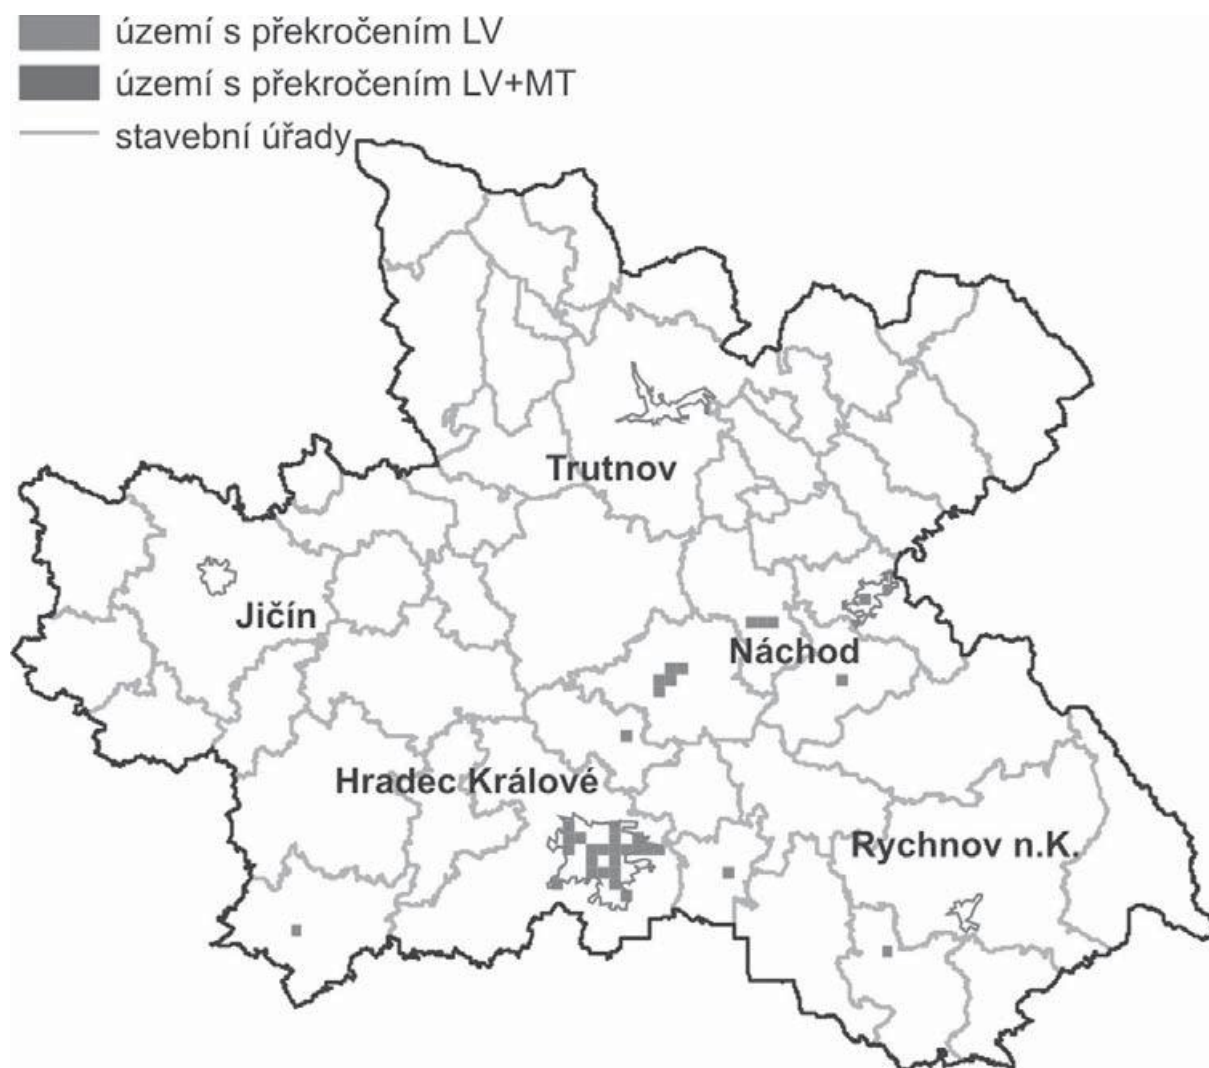 území s překročením LV
území s překročením LV+MT
stavební úřady
Trutnov
Jičín
Náchod
Hradec Králové
Rychnov n.K.